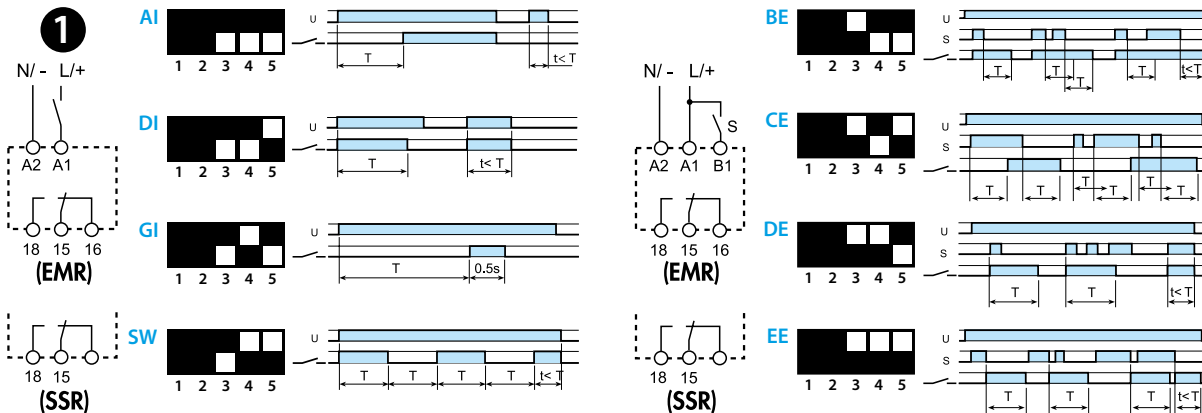 1
N/ - L/+
A2 A1
18 15 16
(EMR)
18 15
(SSR)
AI
1 2 3 4 5
U
T
t< T
DI
1 2 3 4 5
U
T
t< T
GI
1 2 3 4 5
U
T
0.5s
SW
1 2 3 4 5
U
T T T T t< T
N/ - L/+
S
A2 A1 B1
18 15 16
(EMR)
18 15
(SSR)
BE
1 2 3 4 5
U
S
T T T t< T
T
CE
1 2 3 4 5
U
S
T T T T T T
DE
1 2 3 4 5
U
S
T T t< T
EE
1 2 3 4 5
U
S
T T T t< T